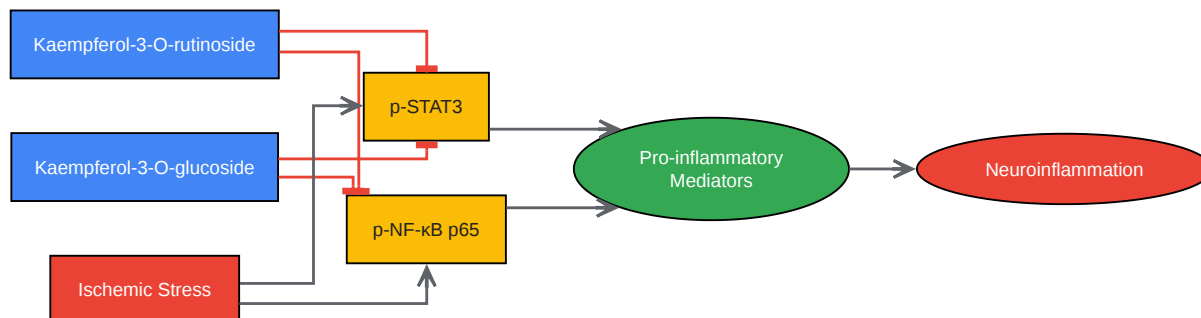 Kaempferol-3-O-rutinoside
p-STAT3
Kaempferol-3-O-glucoside
Pro-inflammatory
Mediators
Neuroinflammation
p-NF-κB p65
Ischemic Stress